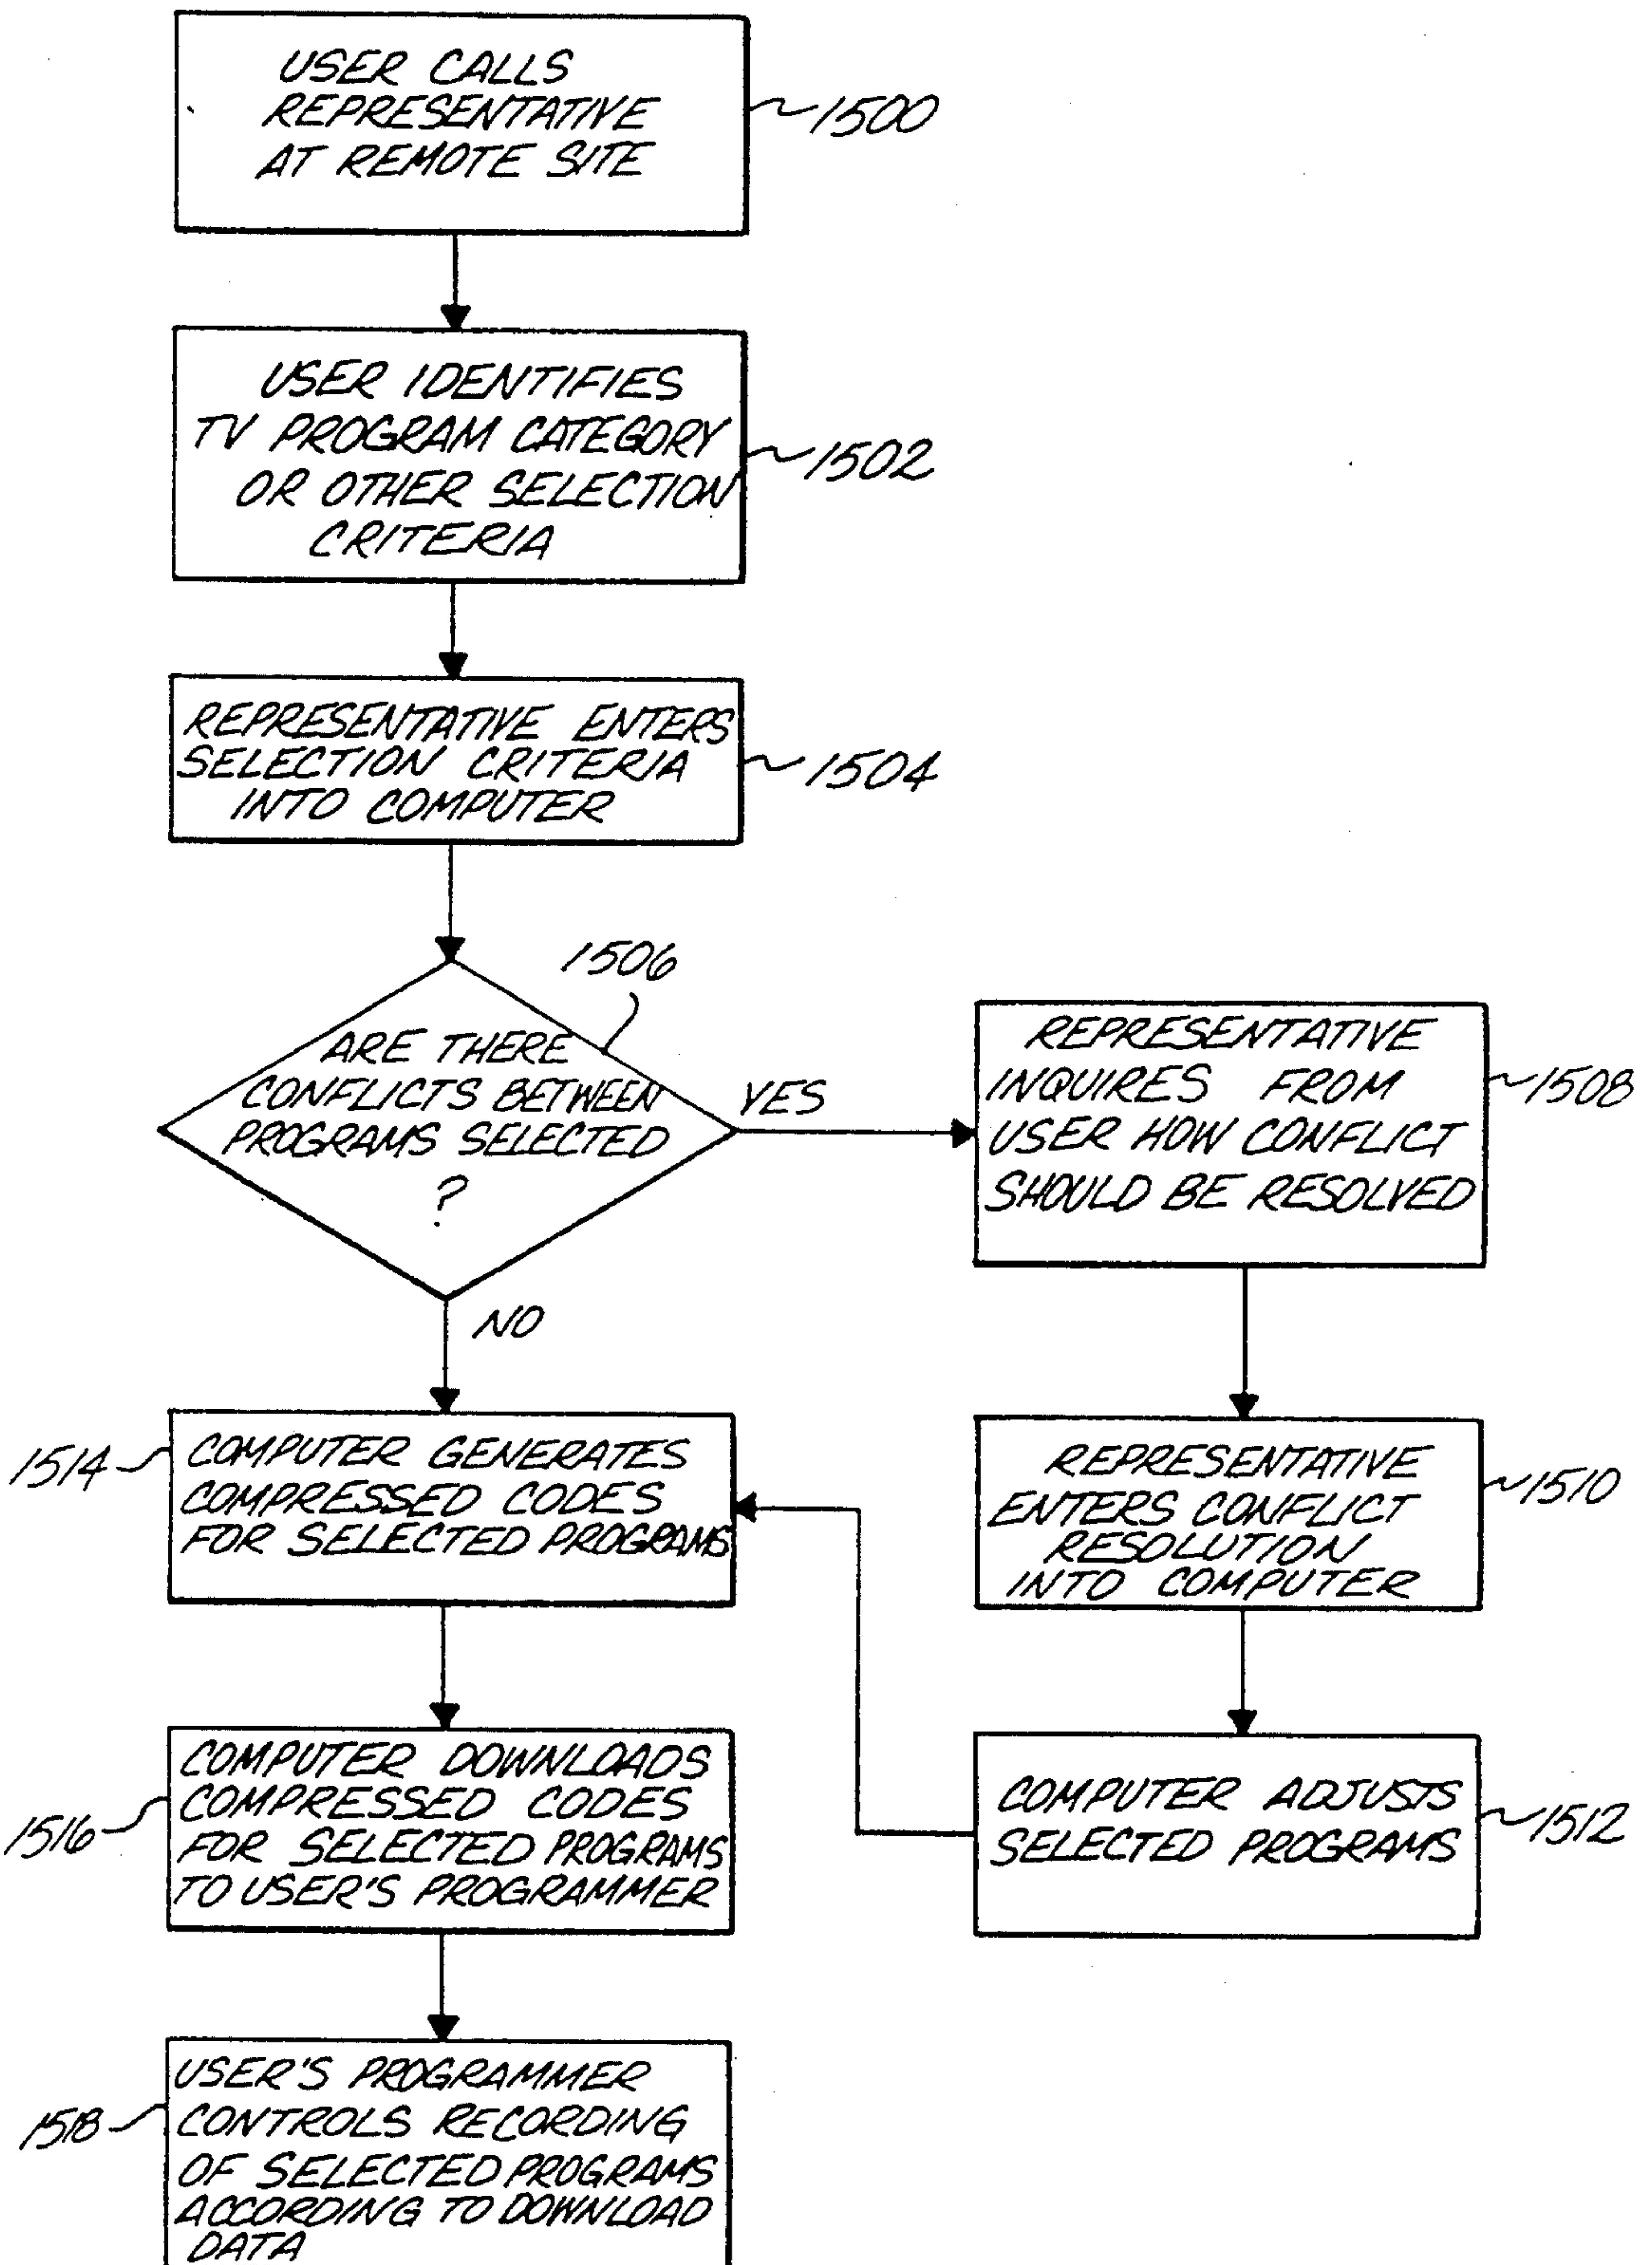 USER CALLS
REPRESENTATIVE
AT REMOTE SITE
1500
USER IDENTIFIES
TV PROGRAM CATEGORY
OR OTHER SELECTION
CRITERIA
1502
REPRESENTATIVE ENTERS
SELECTION CRITERIA
INTO COMPUTER
1504
1506
ARE THERE
CONFLICTS BETWEEN
PROGRAMS SELECTED
?
YES
NO
REPRESENTATIVE
INQUIRES FROM
USER HOW CONFLICT
SHOULD BE RESOLVED
1508
REPRESENTATIVE
ENTERS CONFLICT
RESOLUTION
INTO COMPUTER
1510
COMPUTER ADJUSTS
SELECTED PROGRAMS
1512
1514
COMPUTER GENERATES
COMPRESSED CODES
FOR SELECTED PROGRAMS
1516
COMPUTER DOWNLOADS
COMPRESSED CODES
FOR SELECTED PROGRAMS
TO USER'S PROGRAMMER
1518
USER'S PROGRAMMER
CONTROLS RECORDING
OF SELECTED PROGRAMS
ACCORDING TO DOWNLOAD
DATA